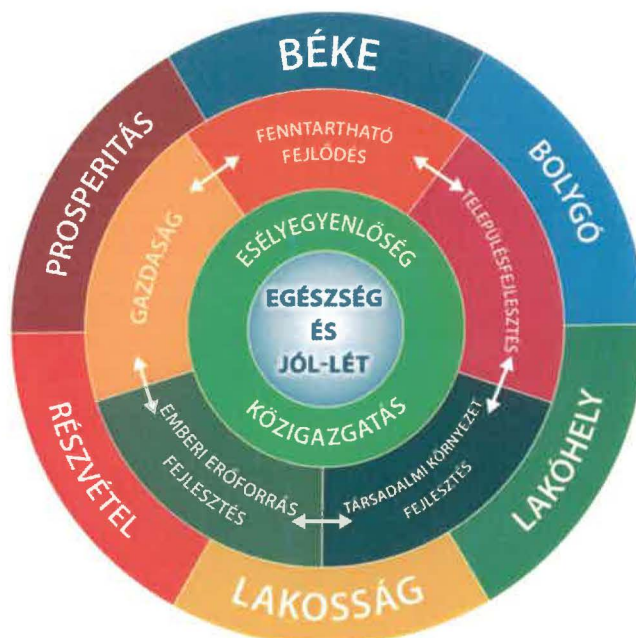 BÉKE
BOLYGÓ
LAKÓHELY
LAKOSSÁG
RÉSZVÉTEL
PROSPERITÁS
FENNTARTHATÓ
FEJLŐDÉS
TELEPÜLÉSFEJLESZTÉS
TÁRSADALMI KÖRNYEZET
FEJLESZTÉS
EMBERI ERŐFORRÁS
FEJLESZTÉS
GAZDASÁG
ESÉLYEGYENLŐSÉG
KÖZIGAZGATÁS
EGÉSZSÉG
ÉS
JÓL-LÉT